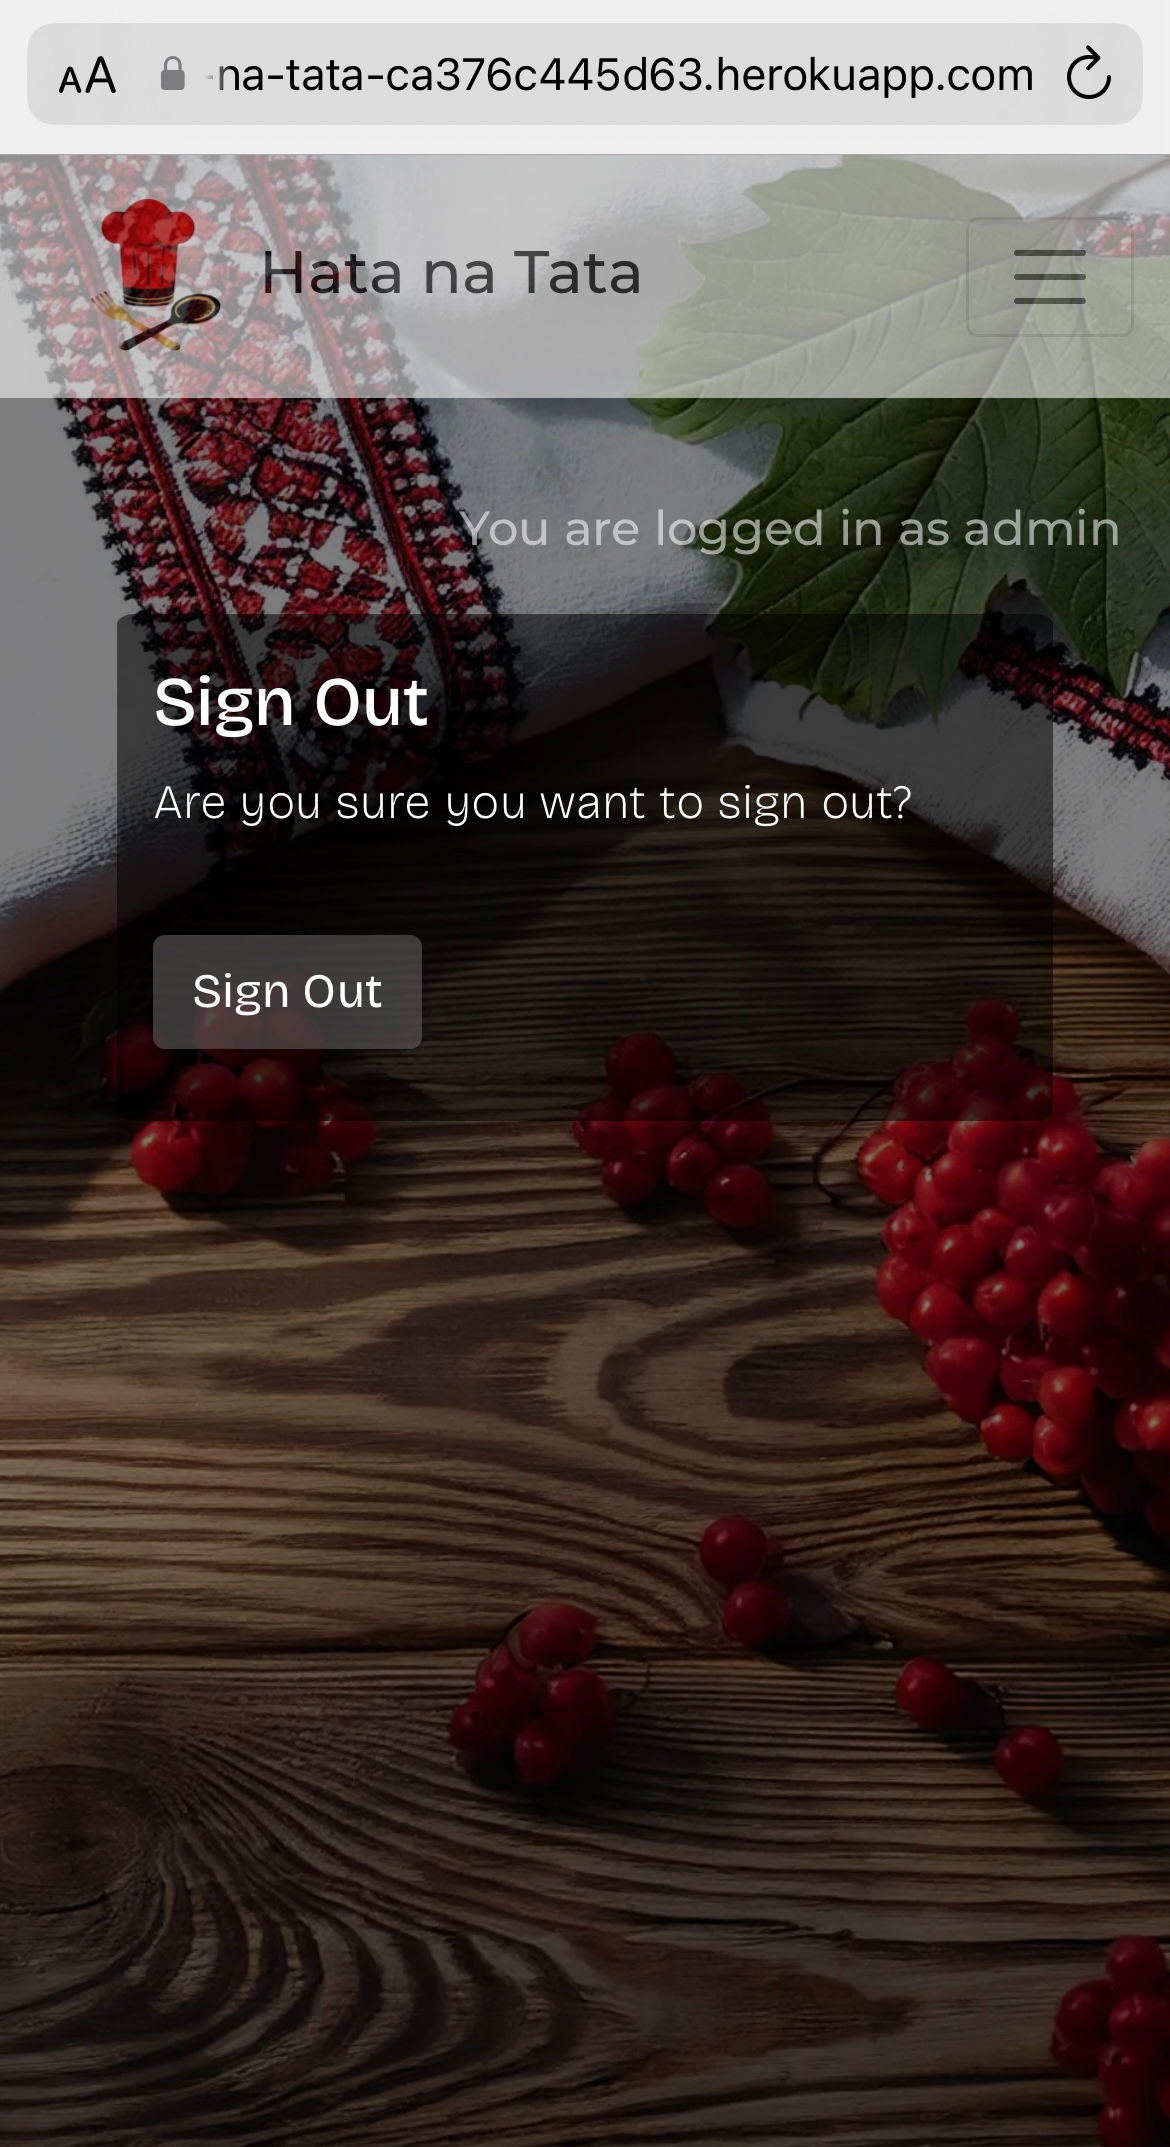 AA -na-tata-ca376c445d63.herokuapp.com
Hata na Tata
You are logged in as admin
Sign Out
Are you sure you want to sign out?
Sign Out